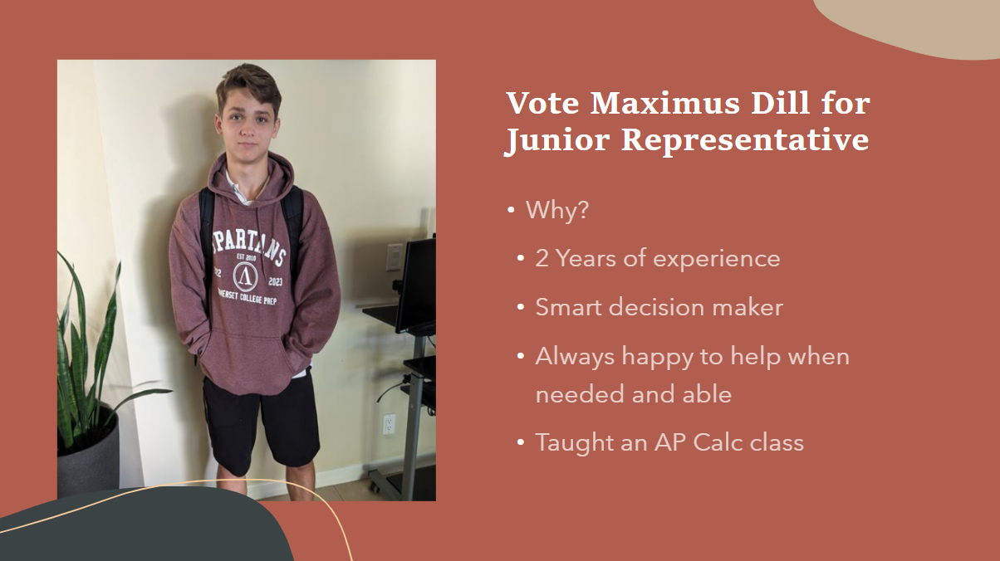 Vote Maximus Dill for
Junior Representative
• Why?
• 2 Years of experience
• Smart decision maker
• Always happy to help when
needed and able
• Taught an AP Calc class
SPARTANS
EST 2010
2023
COLLEGE PREP